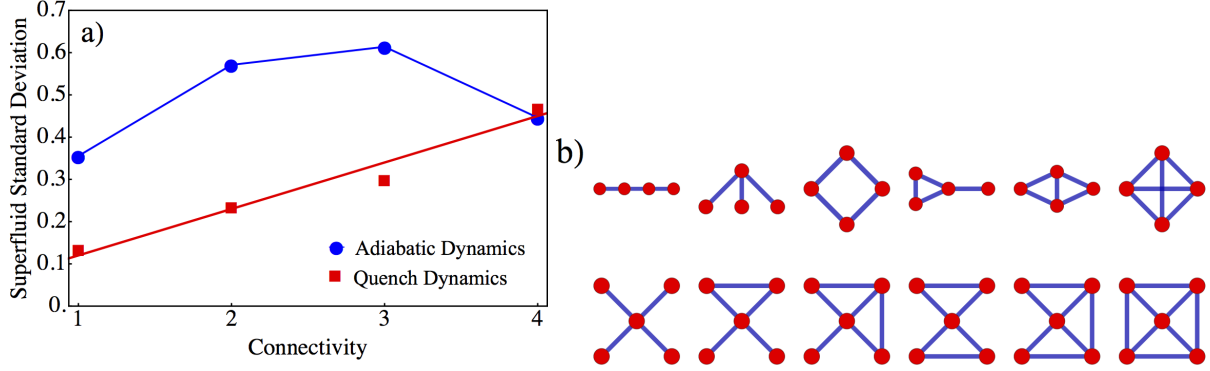 a)
Superfluid Standard Deviation
0.7
0.6
0.5
0.4
0.3
0.2
0.1
0.
1
2
3
4
Connectivity
Adiabatic Dynamics
Quench Dynamics
b)